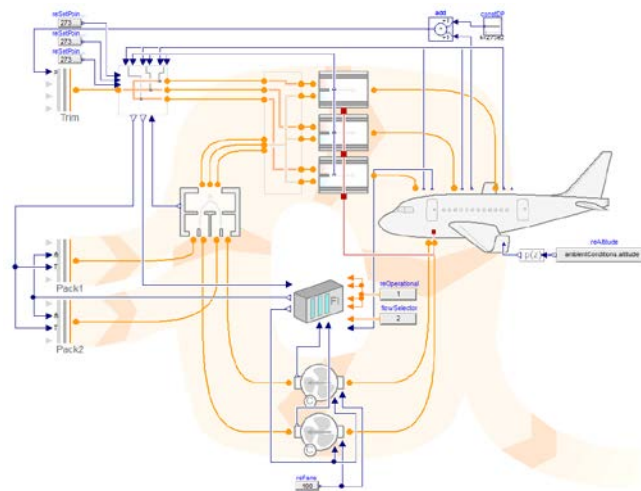 add
reSetPoin...
273
reSetPoin...
273
reSetPoin...
273
Trim
reAltitude
p(z)
ambientConditions.altitude
Pack1
Pack2
reOperational
1
flowSelector
2
reFans
100